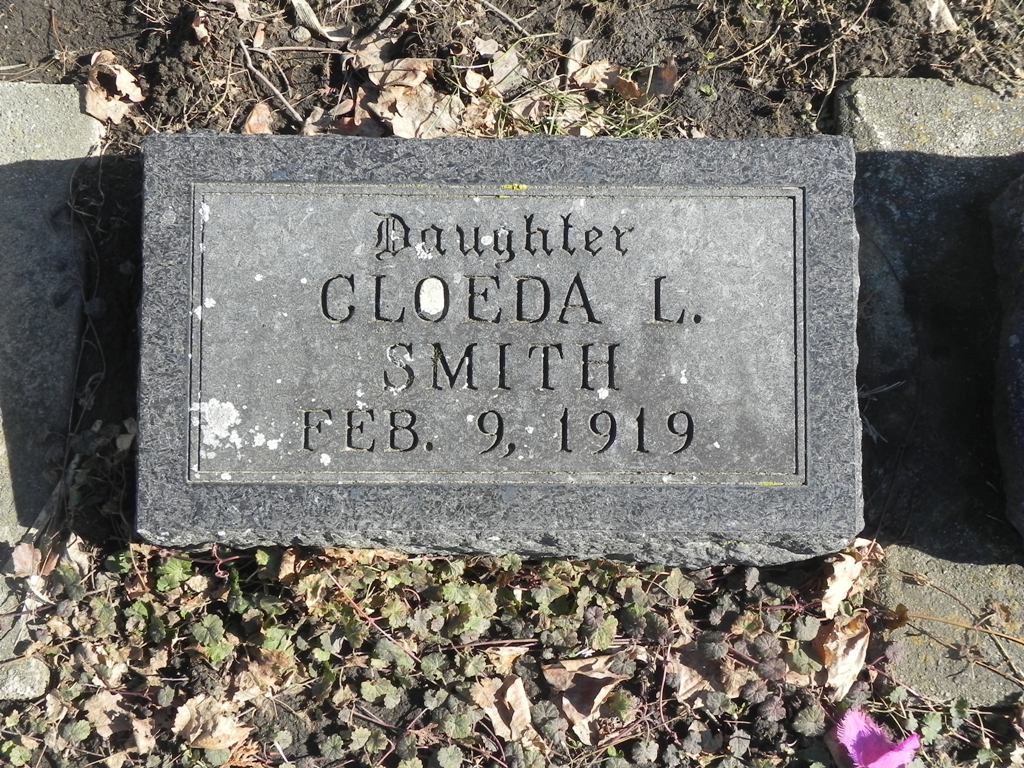 Daughter
CLOEDA L.
SMITH
FEB. 9, 1919